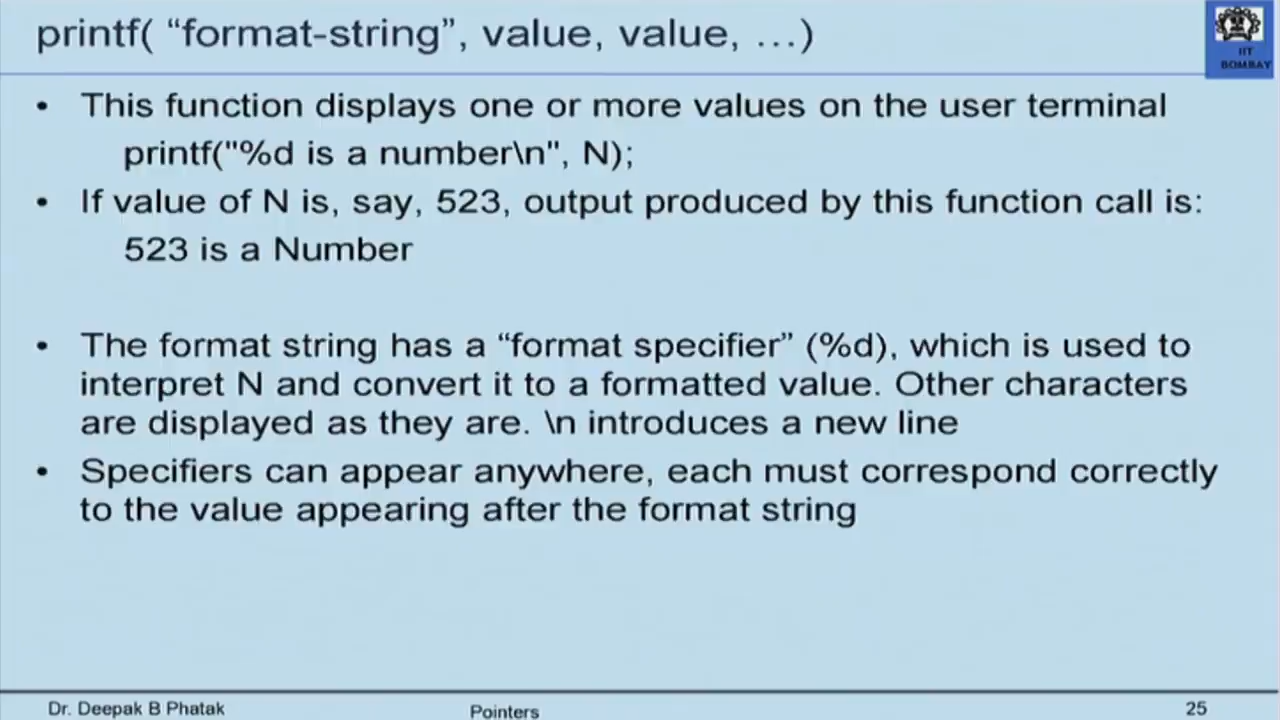 printf( “format-string”, value, value, …)
IIT
BOMBAY
• This function displays one or more values on the user terminal
printf("%d is a number\n", N);
• If value of N is, say, 523, output produced by this function call is:
523 is a Number
• The format string has a “format specifier” (%d), which is used to
interpret N and convert it to a formatted value. Other characters
are displayed as they are. \n introduces a new line
• Specifiers can appear anywhere, each must correspond correctly
to the value appearing after the format string
Dr. Deepak B Phatak
Pointers
25